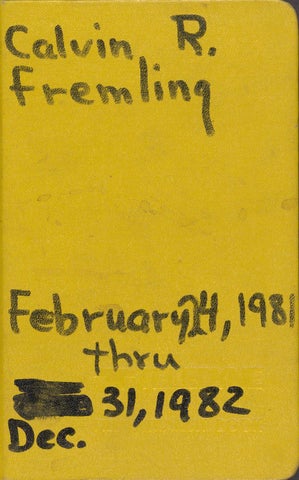 Calvin R.
Fremling
February 24, 1981
thru
31, 1982
Dec.